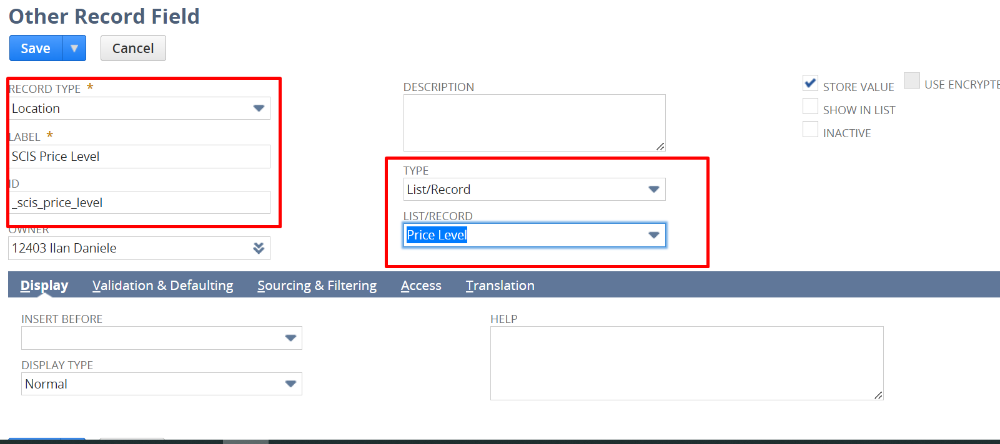 Other Record Field
Save
Cancel
RECORD TYPE *
Location
LABEL *
SCIS Price Level
ID
_scis_price_level
OWNER
12403 Ilan Daniele
DESCRIPTION
TYPE
List/Record
LIST/RECORD
Price Level
STORE VALUE
USE ENCRYPTE
SHOW IN LIST
INACTIVE
Display Validation & Defaulting Sourcing & Filtering Access Translation
INSERT BEFORE
DISPLAY TYPE
Normal
HELP